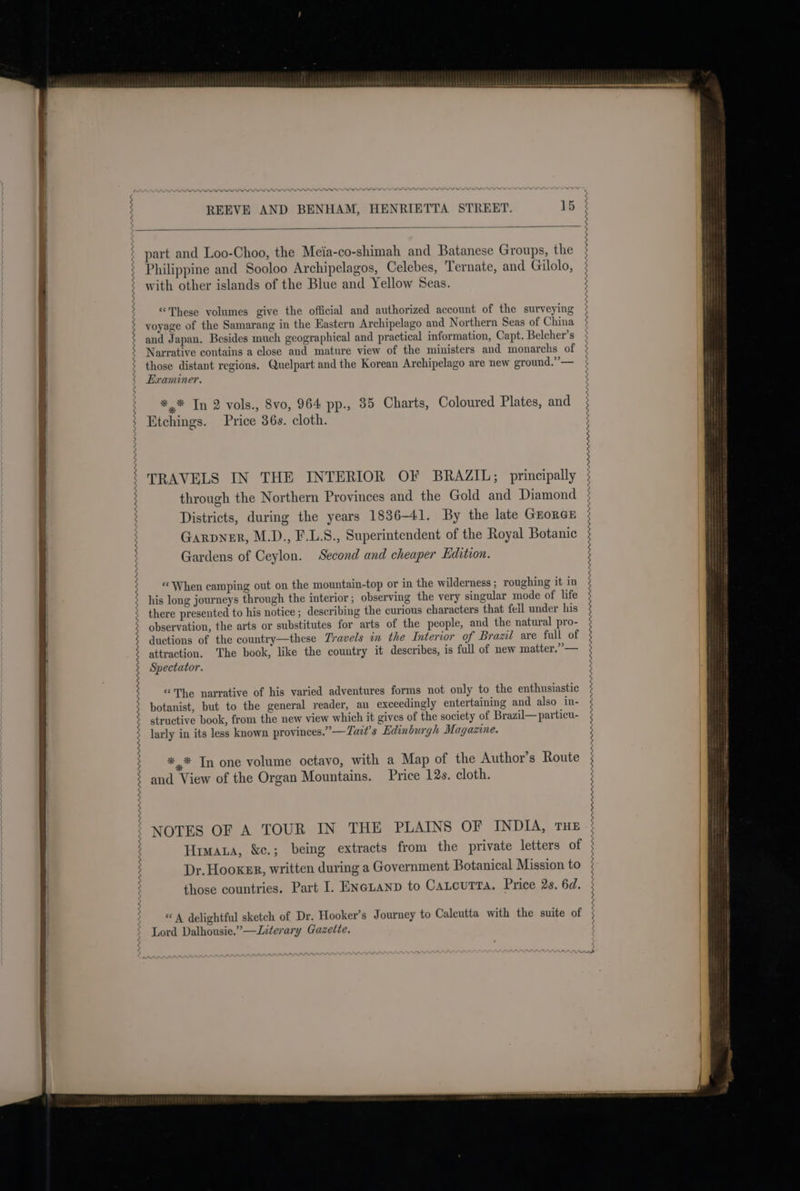 REEVE AND BENHAM, HENRIETTA STREET. 15
part and Loo-Choo, the Meïa-co-shimah and Batanese Groups, the
Philippine and Sooloo Archipelagos, Celebes, Ternate, and Gilolo,
with other islands of the Blue and Yellow Seas.
“These volumes give the official and authorized account of the surveying
voyage of the Samarang in the Eastern Archipelago and Northern Seas of China
and Japan. Besides much geographical and practical information, Capt. Belcher’s
Narrative contains a close and mature view of the ministers and monarchs of
those distant regions. Quelpart and the Korean Archipelago are new ground.”—
Examiner.
*** In 2 vols., 8vo, 964 pp., 35 Charts, Coloured Plates, and
Etchings. Price 36s. cloth.
TRAVELS IN THE INTERIOR OF BRAZIL; principally
through the Northern Provinces and the Gold and Diamond
Districts, during the years 1836–41. By the late GEORGE
GARDNER, M.D., F.L.S., Superintendent of the Royal Botanic
Gardens of Ceylon. Second and cheaper Edition.
“When camping out on the mountain-top or in the wilderness; roughing it in
his long journeys through the interior; observing the very singular mode of life
there presented to his notice; describing the curious characters that fell under his
observation, the arts or substitutes for arts of the people, and the natural pro-
ductions of the country—these Travels in the Interior of Brazil are full of
attraction. The book, like the country it describes, is full of new matter.”—
Spectator.
“The narrative of his varied adventures forms not only to the enthusiastic
botanist, but to the general reader, an exceedingly entertaining and also in-
structive book, from the new view which it gives of the society of Brazil—particu-
larly in its less known provinces.”—Tait’s Edinburgh Magazine.
*** In one volume octavo, with a Map of the Author’s Route
and View of the Organ Mountains. Price 12s. cloth.
NOTES OF A TOUR IN THE PLAINS OF INDIA, THE
HIMALA, &c.; being extracts from the private letters of
Dr. HOOKER, written during a Government Botanical Mission to
those countries. Part I. ENGLAND to CALCUTTA. Price 2s. 6d.
“A delightful sketch of Dr. Hooker’s Journey to Calcutta with the suite of
Lord Dalhousie.”—Literary Gazette.